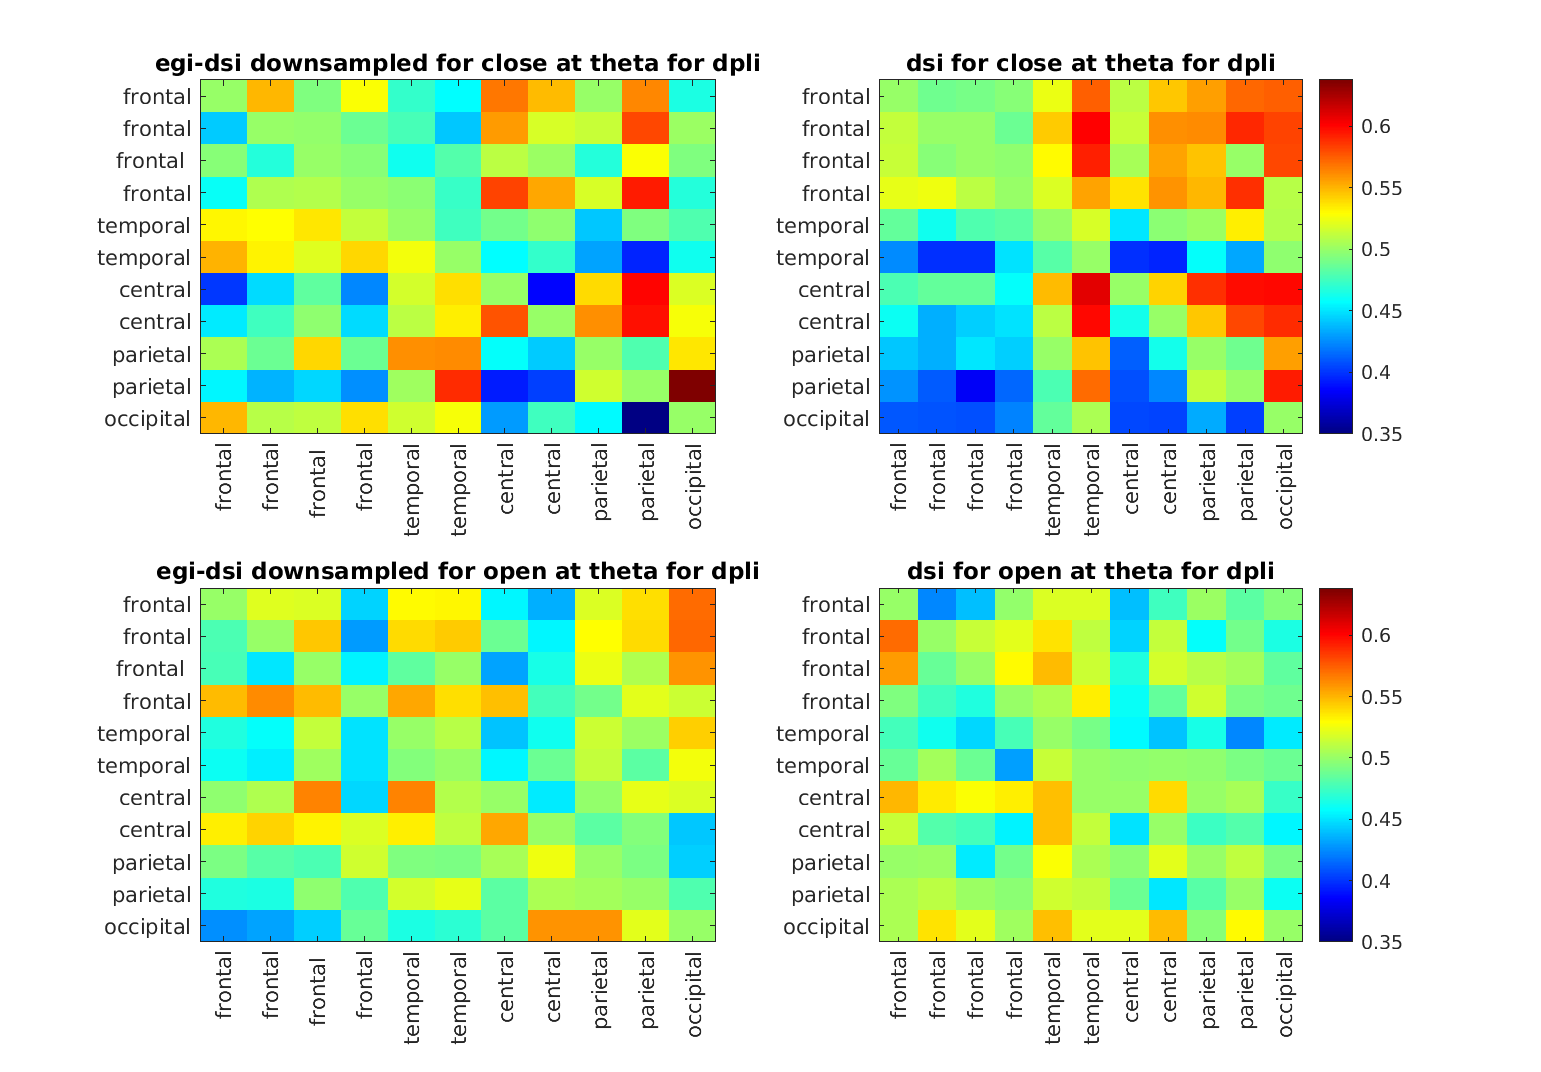 egi-dsi downsampled for close at theta for dpli
frontal
frontal
frontal
frontal
temporal
temporal
central
central
parietal
parietal
occipital
frontal
frontal
frontal
frontal
temporal
temporal
central
central
parietal
parietal
occipital
dsi for close at theta for dpli
frontal
frontal
frontal
frontal
temporal
temporal
central
central
parietal
parietal
occipital
frontal
frontal
frontal
frontal
temporal
temporal
central
central
parietal
parietal
occipital
0.6
0.55
0.5
0.45
0.4
0.35
egi-dsi downsampled for open at theta for dpli
frontal
frontal
frontal
frontal
temporal
temporal
central
central
parietal
parietal
occipital
frontal
frontal
frontal
frontal
temporal
temporal
central
central
parietal
parietal
occipital
dsi for open at theta for dpli
frontal
frontal
frontal
frontal
temporal
temporal
central
central
parietal
parietal
occipital
frontal
frontal
frontal
frontal
temporal
temporal
central
central
parietal
parietal
occipital
0.6
0.55
0.5
0.45
0.4
0.35